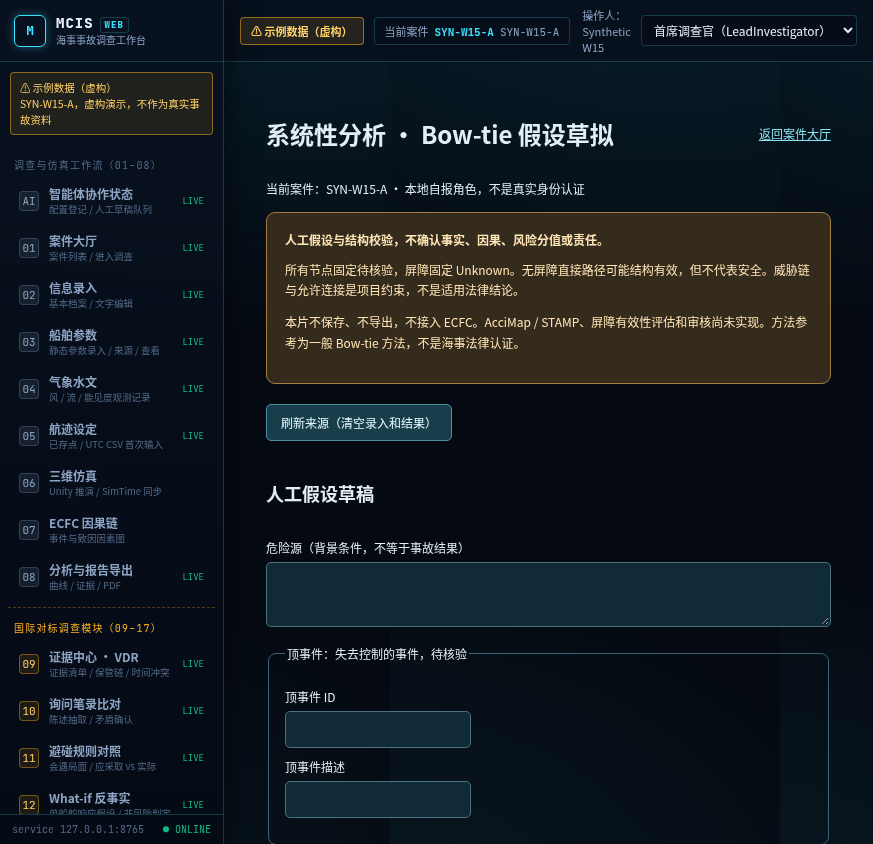 M
MCIS WEB
海事事故调查工作台
⚠ 示例数据（虚构）
SYN-W15-A，虚构演示，不作为真实事
故资料
调查与仿真工作流（01–08）
AI
智能体协作状态
配置登记 / 人工草稿队列
LIVE
01
案件大厅
案件列表 / 进入调查
LIVE
02
信息录入
基本档案 / 文字编辑
LIVE
03
船舶参数
静态参数录入 / 来源 / 查看
LIVE
04
气象水文
风 / 流 / 能见度观测记录
LIVE
05
航迹设定
已存点 / UTC CSV 首次输入
LIVE
06
三维仿真
Unity 推演 / SimTime 同步
07
ECFC 因果链
事件与致因因素图
08
分析与报告导出
曲线 / 证据 / PDF
LIVE
国际对标调查模块（09–17）
09
证据中心 · VDR
证据清单 / 保管链 / 时间冲突
LIVE
10
询问笔录比对
陈述抽取 / 矛盾确认
LIVE
11
避碰规则对照
会遇局面 / 应采取 vs 实际
LIVE
12
What-if 反事实
LIVE
service 127.0.0.1:8765
ONLINE
⚠ 示例数据（虚构）
当前案件 SYN-W15-A SYN-W15-A
操作人：
Synthetic
W15
首席调查官（LeadInvestigator）
系统性分析 · Bow-tie 假设草拟
返回案件大厅
当前案件：SYN-W15-A · 本地自报角色，不是真实身份认证
人工假设与结构校验，不确认事实、因果、风险分值或责任。
所有节点固定待核验，屏障固定 Unknown。无屏障直接路径可能结构有效，但不代表安全。威胁链
与允许连接是项目约束，不是适用法律结论。
本片不保存、不导出，不接入 ECFC。AcciMap / STAMP、屏障有效性评估和审核尚未实现。方法参
考为一般 Bow-tie 方法，不是海事法律认证。
刷新来源（清空录入和结果）
人工假设草稿
危险源（背景条件，不等于事故结果）
顶事件：失去控制的事件，待核验
顶事件 ID
顶事件描述